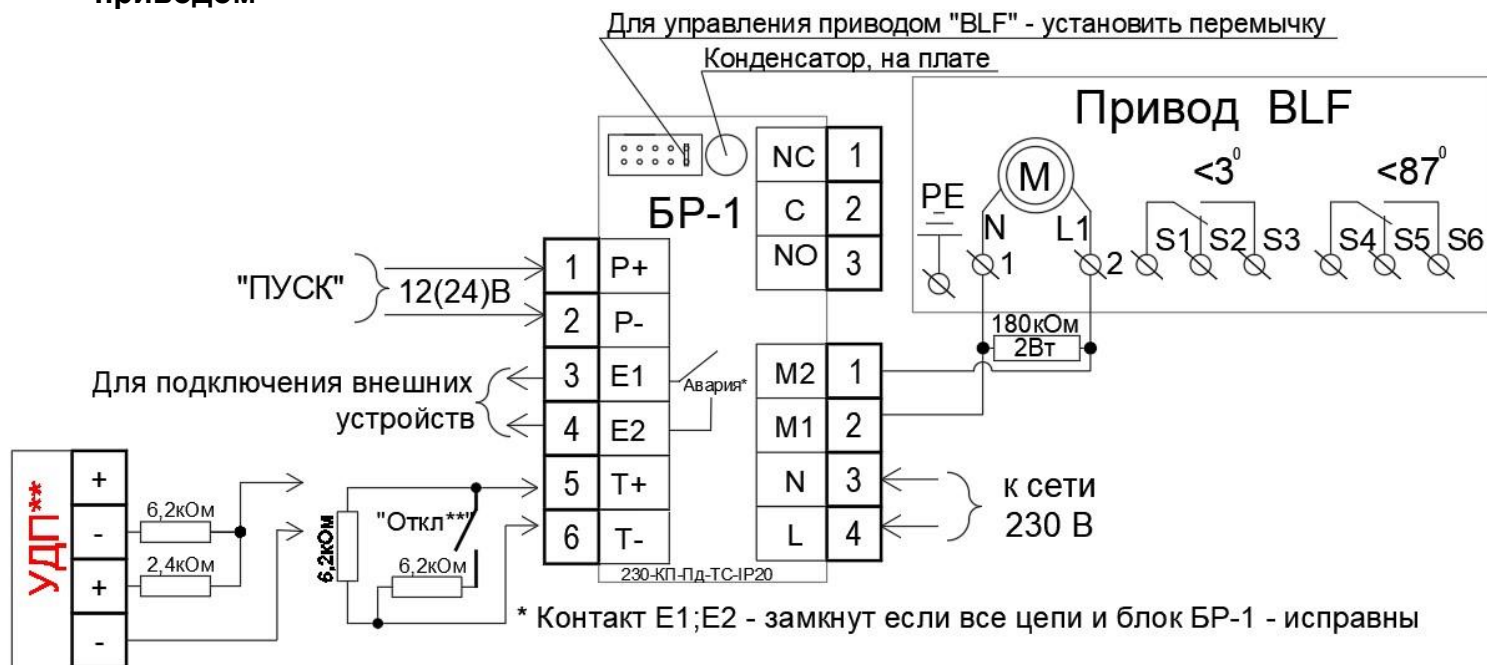 приводом
Для управления приводом "BLF" - установить перемычку
Конденсатор, на плате
Привод BLF
БР-1
NC 1
C 2
NO 3
PE
N
M
L1
<3⁰
<87⁰
1
2
S1 S2 S3
S4 S5 S6
"ПУСК"
12(24)В
1 P+
2 P-
3 E1
4 E2
5 T+
6 T-
Авария*
180кОм
2Вт
M2 1
M1 2
N 3
L 4
к сети
230 В
Для подключения внешних
устройств
УДП**
+
-
+
-
6,2кОм
2,4кОм
6,2кОм
"Откл**"
6,2кОм
230-КП-Пд-ТС-IP20
* Контакт Е1;Е2 - замкнут если все цепи и блок БР-1 - исправны